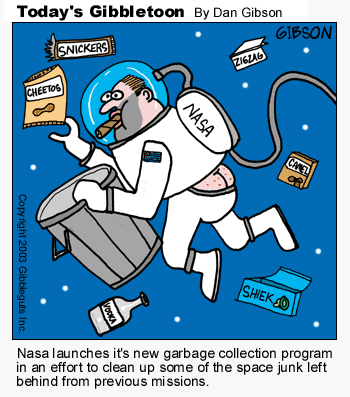 Today's Gibbletoon By Dan Gibson
GIBSON
SNICKERS
ZIGZAG
CHEETOS
NASA
CAMEL
SHIEK
VODKA
Copyright 2003 Gibbleguts Inc.
Nasa launches it's new garbage collection program
in an effort to clean up some of the space junk left
behind from previous missions.